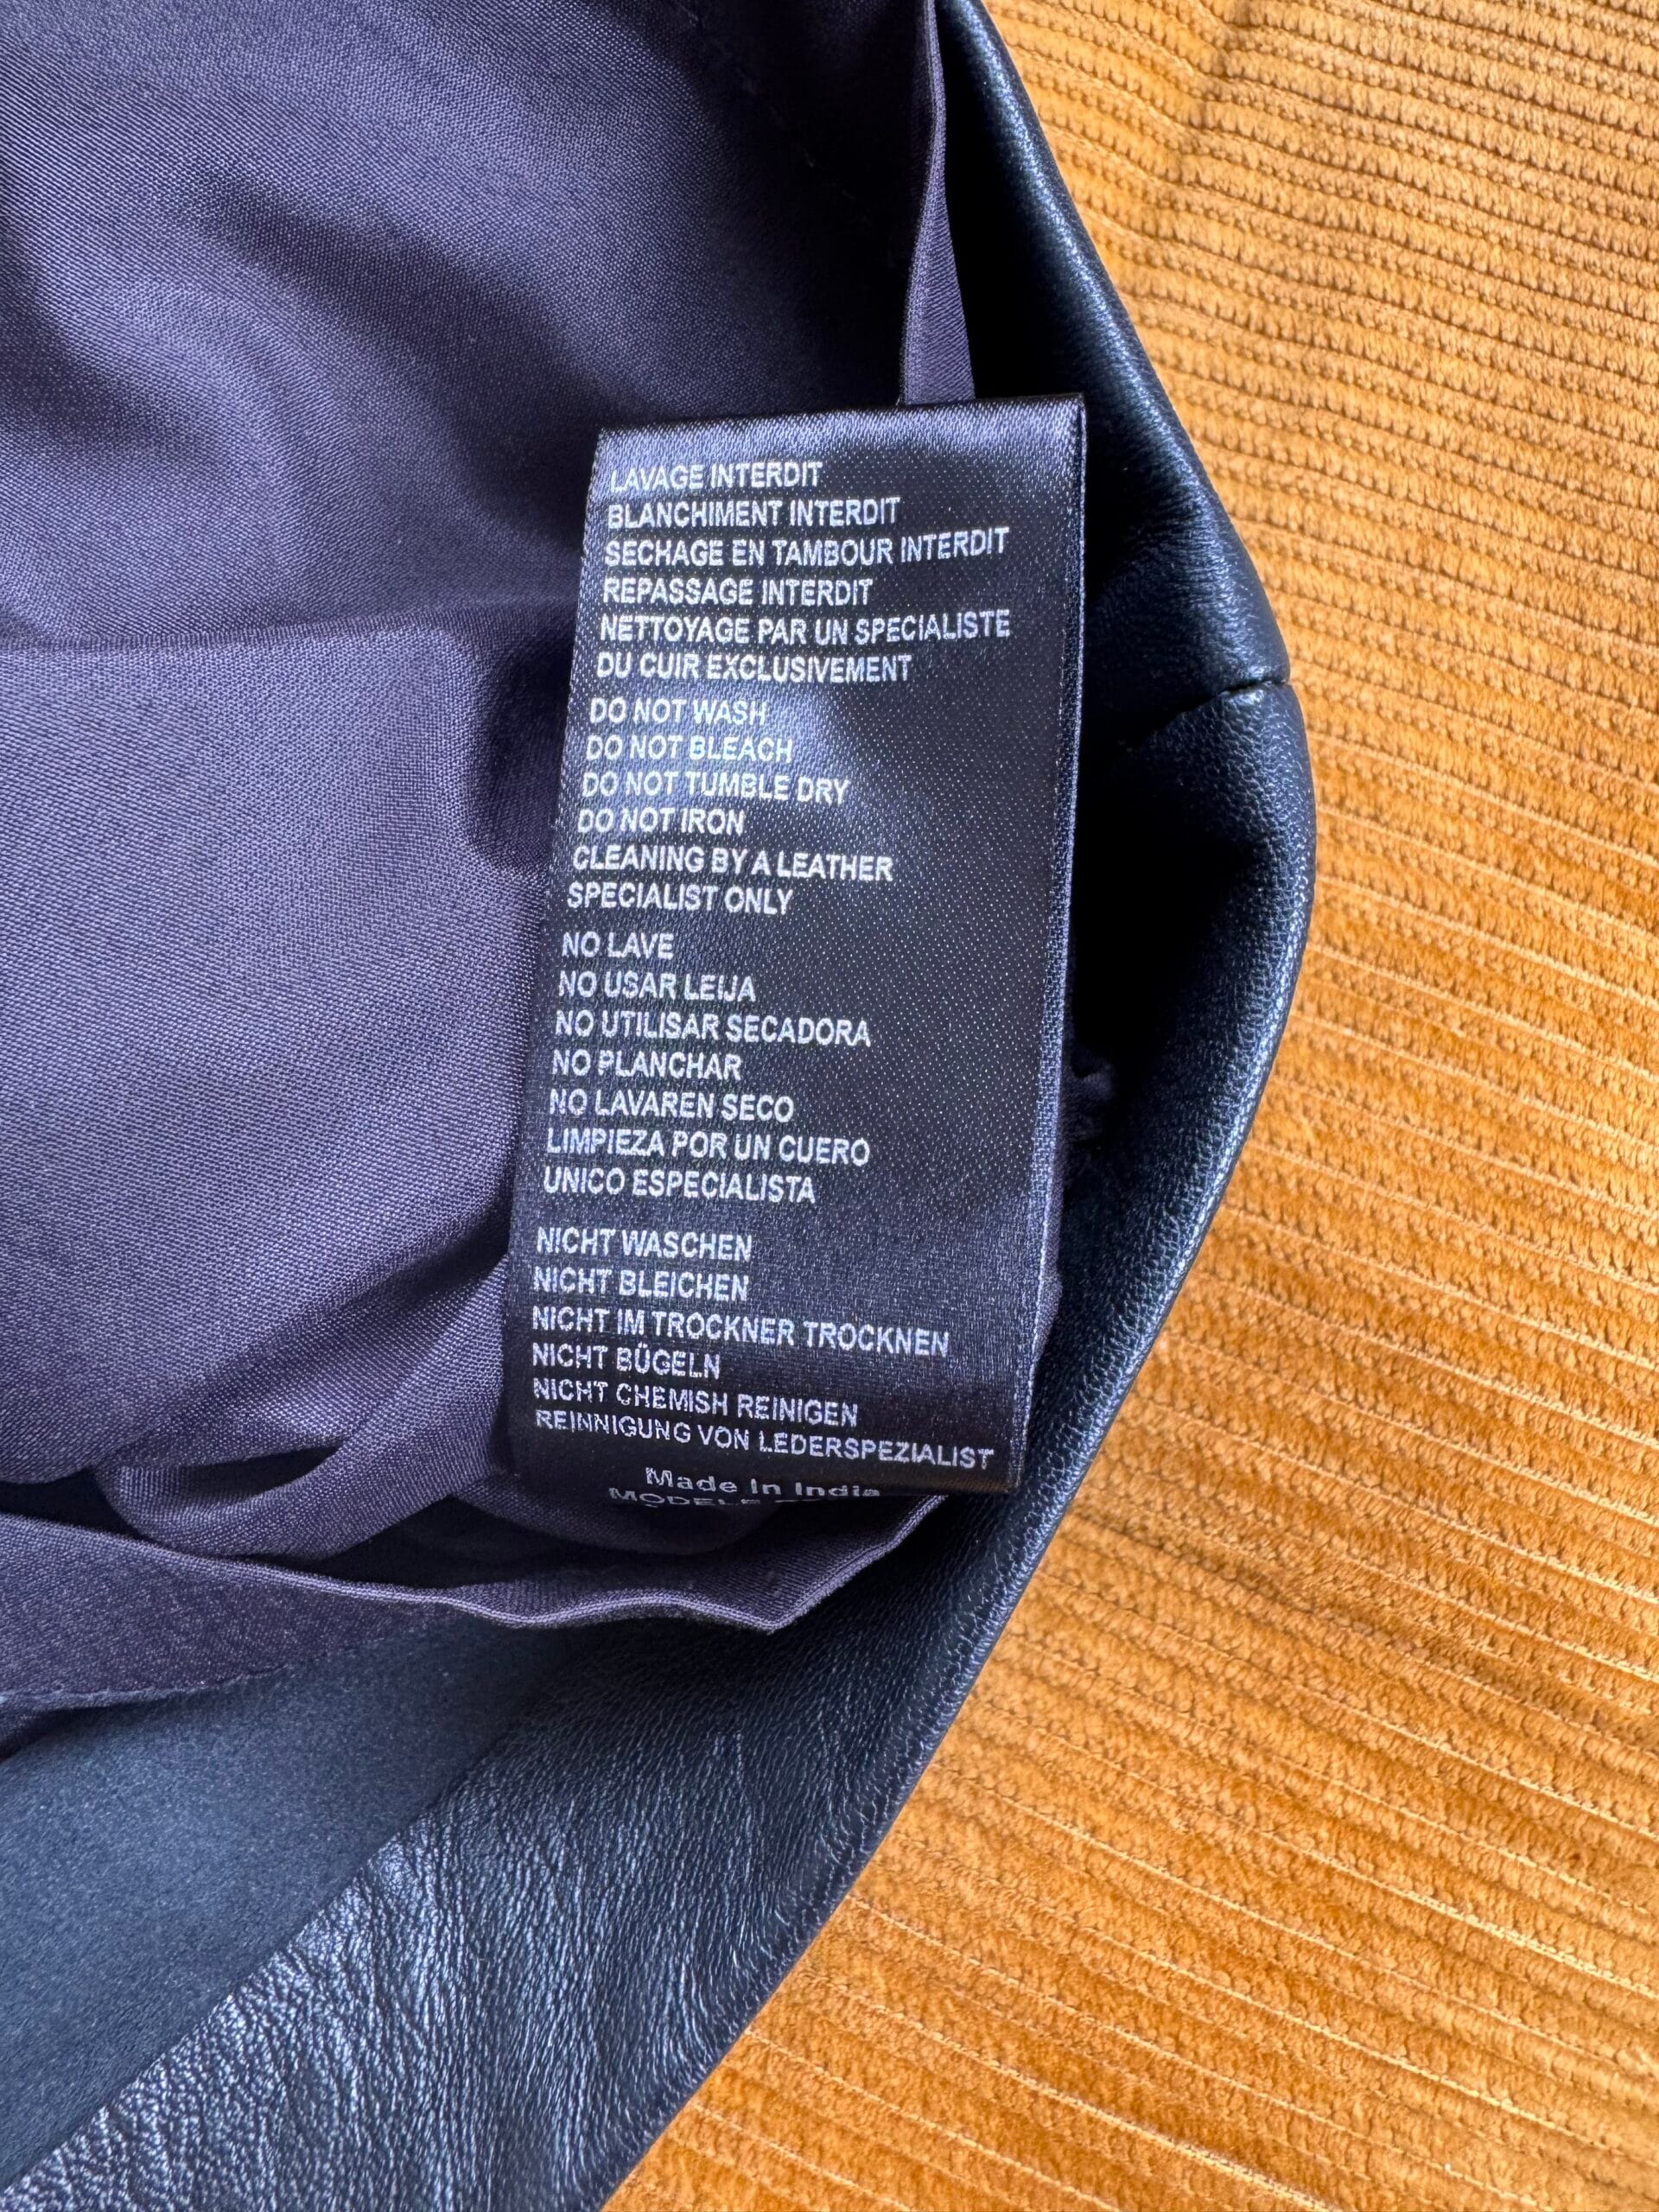 LAVAGE INTERDIT
BLANCHIMENT INTERDIT
SECHAGE EN TAMBOUR INTERDIT
REPASSAGE INTERDIT
NETTOYAGE PAR UN SPECIALISTE
DU CUIR EXCLUSIVEMENT
DO NOT WASH
DO NOT BLEACH
DO NOT TUMBLE DRY
DO NOT IRON
CLEANING BY A LEATHER
SPECIALIST ONLY
NO LAVE
NO USAR LEIJA
NO UTILISAR SECADORA
NO PLANCHAR
NO LAVAREN SECO
LIMPIEZA POR UN CUERO
UNICO ESPECIALISTA
NICHT WASCHEN
NICHT BLEICHEN
NICHT IM TROCKNER TROCKNEN
NICHT BÜGELN
NICHT CHEMISH REINIGEN
REINNIGUNG VON LEDERSPEZIALIST
Made In India